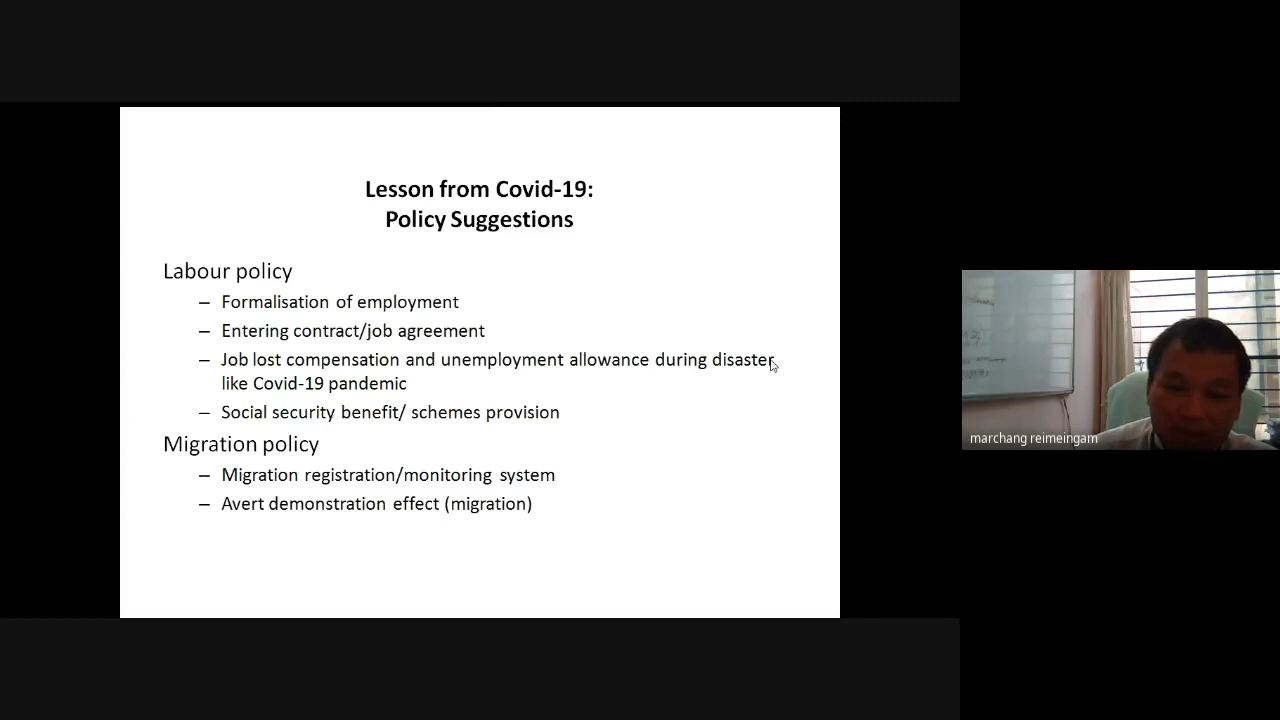 Lesson from Covid-19:
Policy Suggestions
Labour policy
– Formalisation of employment
– Entering contract/job agreement
– Job lost compensation and unemployment allowance during disaster
like Covid-19 pandemic
– Social security benefit/ schemes provision
Migration policy
– Migration registration/monitoring system
– Avert demonstration effect (migration)
marchang reimeingam